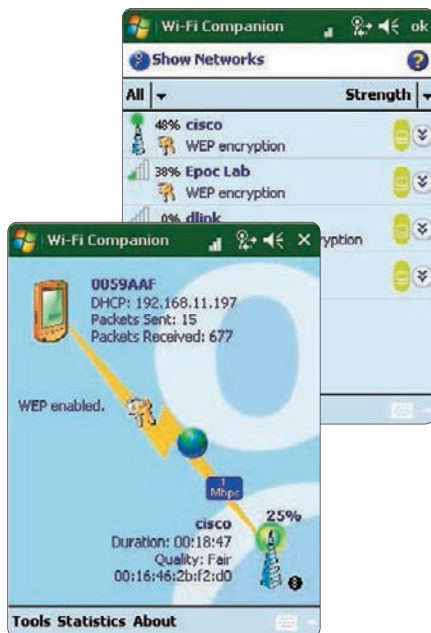 Wi-Fi Companion ok
Show Networks ?
All Strength
48% cisco
WEP encryption
38% Epoc Lab
WEP encryption
0% dlink
yption
Wi-Fi Companion
0059AAF
DHCP: 192.168.11.197
Packets Sent: 15
Packets Received: 677
WEP enabled.
1
Mbps
25%
cisco
Duration: 00:18:47
Quality: Fair
00:16:46:2b:f2:d0
Tools Statistics About